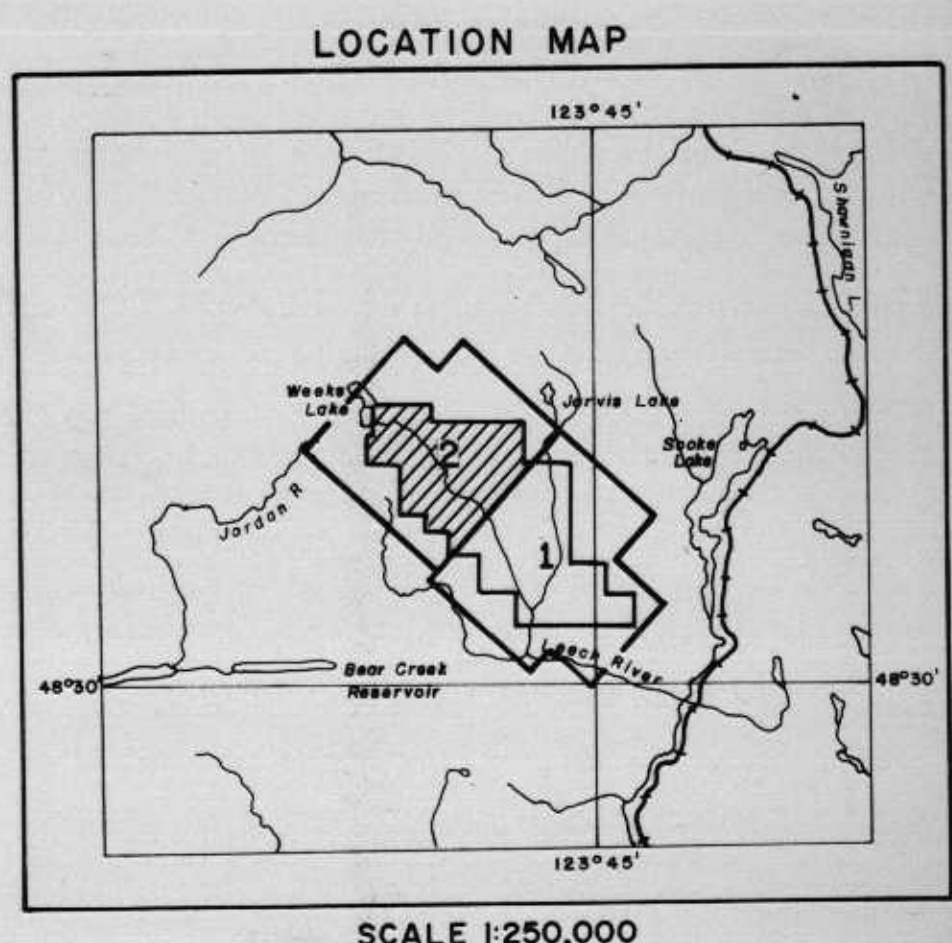 LOCATION MAP
123°45'
Shawnigan L.
Weeks
Lake
Jarvis Lake
Sooke
Lake
2
Jordan R
1
Leech River
Bear Creek
Reservoir
48°30'
48°30'
123°45'
SCALE 1:250,000